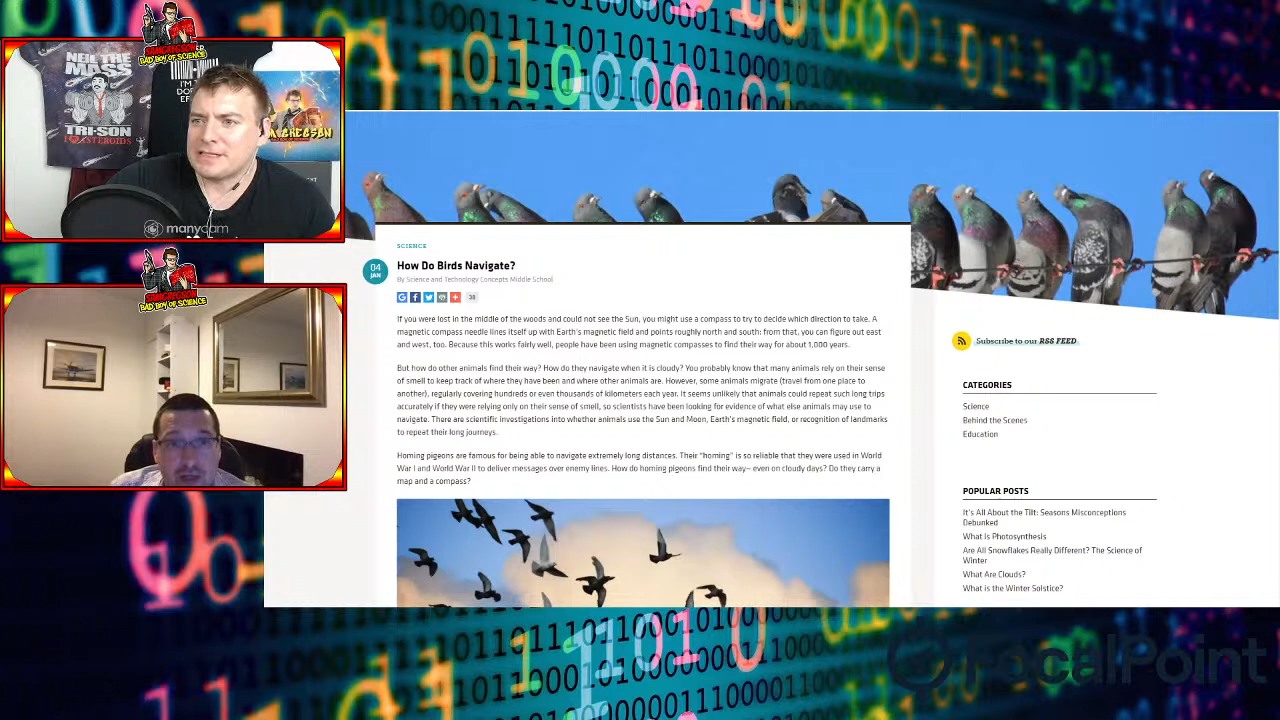 SAMGREGSON
BAD BOY OF SCIENCE
NEIL THE
MASS
TRI-SON
ASTEROIDS
I'M
GREGSON
manycam
SAMGREGSON
BAD BOY OF SCIENCE
SCIENCE
04
JAN
How Do Birds Navigate?
By Science and Technology Concepts Middle School
38
If you were lost in the middle of the woods and could not see the Sun, you might use a compass to try to decide which direction to take. A
magnetic compass needle lines itself up with Earth's magnetic field and points roughly north and south; from that, you can figure out east
and west, too. Because this works fairly well, people have been using magnetic compasses to find their way for about 1,000 years.
But how do other animals find their way? How do they navigate when it is cloudy? You probably know that many animals rely on their sense
of smell to keep track of where they have been and where other animals are. However, some animals migrate (travel from one place to
another), regularly covering hundreds or even thousands of kilometers each year. It seems unlikely that animals could repeat such long trips
accurately if they were relying only on their sense of smell, so scientists have been looking for evidence of what else animals may use to
navigate. There are scientific investigations into whether animals use the Sun and Moon, Earth's magnetic field, or recognition of landmarks
to repeat their long journeys.
Homing pigeons are famous for being able to navigate extremely long distances. Their "homing" is so reliable that they were used in World
War I and World War II to deliver messages over enemy lines. How do homing pigeons find their way— even on cloudy days? Do they carry a
map and a compass?
Subscribe to our RSS FEED
CATEGORIES
Science
Behind the Scenes
Education
POPULAR POSTS
It's All About the Tilt: Seasons Misconceptions
Debunked
What is Photosynthesis
Are All Snowflakes Really Different? The Science of
Winter
What Are Clouds?
What is the Winter Solstice?
FocalPoint